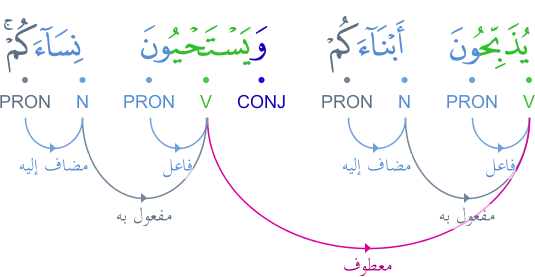 يُذَبِّحُونَ أَبْنَآءَكُمْ وَيَسْتَحْيُونَ نِسَآءَكُمْ ۚ
V PRON N PRON CONJ V PRON N PRON
فاعل مضاف إليه فاعل مضاف إليه
مفعول به مفعول به
معطوف